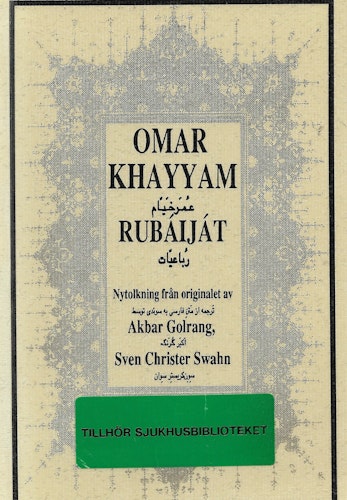 OMAR
KHAYYAM
عمر خیام
RUBÁIJÁT
رباعیات
Nytolkning från originalet av
ترجمه از متن فارسی به سوئدی توسط
Akbar Golrang,
اکبر گلرنگ
Sven Christer Swahn
سون کریستر سوان
TILLHÖR SJUKHUSBIBLIOTEKET